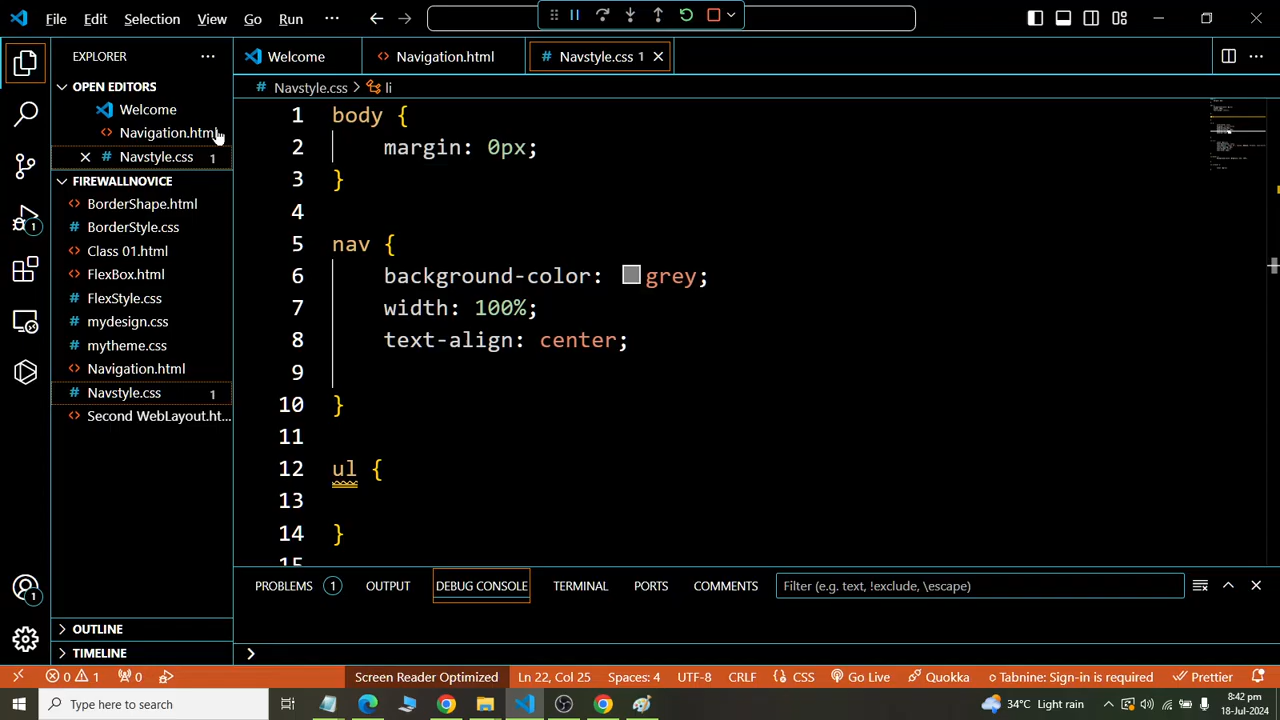 File Edit Selection View Go Run ···
EXPLORER ···
OPEN EDITORS
Welcome
Navigation.html
Navstyle.css 1
FIREWALLNOVICE
BorderShape.html
BorderStyle.css
Class 01.html
FlexBox.html
FlexStyle.css
mydesign.css
mytheme.css
Navigation.html
Navstyle.css 1
Second WebLayout.ht...
OUTLINE
TIMELINE
1
1
Welcome Navigation.html Navstyle.css 1
Navstyle.css > li
1 body {
2 margin: 0px;
3 }
4
5 nav {
6 background-color: grey;
7 width: 100%;
8 text-align: center;
9
10 }
11
12 ul {
13
14 }
15
PROBLEMS 1 OUTPUT DEBUG CONSOLE TERMINAL PORTS COMMENTS Filter (e.g. text, !exclude, \escape)
0 1 0 Screen Reader Optimized Ln 22, Col 25 Spaces: 4 UTF-8 CRLF CSS Go Live Quokka Tabnine: Sign-in is required Prettier
Type here to search 34°C Light rain 8:42 pm
18-Jul-2024